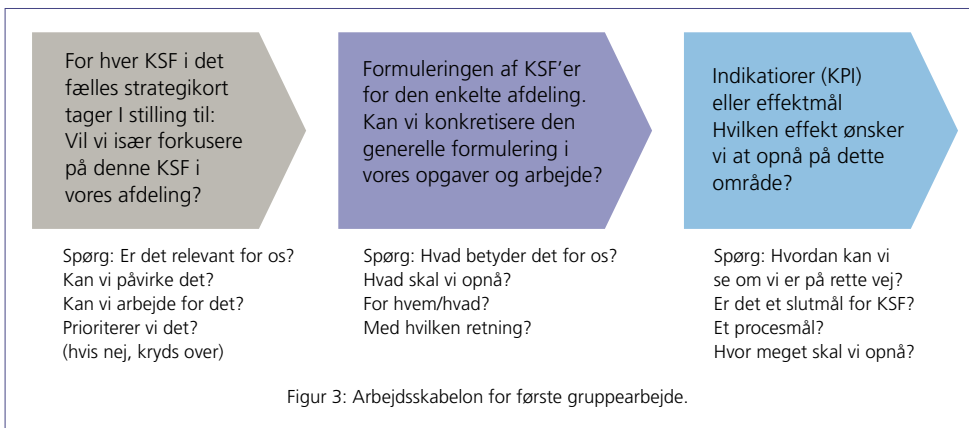 For hver KSF i det
fælles strategikort
tager I stilling til:
Vil vi især forkusere
på denne KSF i
vores afdeling?
Formuleringen af KSF’er
for den enkelte afdeling.
Kan vi konkretisere den
generelle formulering i
vores opgaver og arbejde?
Indikatiorer (KPI)
eller effektmål
Hvilken effekt ønsker
vi at opnå på dette
område?
Spørg: Er det relevant for os?
Kan vi påvirke det?
Kan vi arbejde for det?
Prioriterer vi det?
(hvis nej, kryds over)
Spørg: Hvad betyder det for os?
Hvad skal vi opnå?
For hvem/hvad?
Med hvilken retning?
Spørg: Hvordan kan vi
se om vi er på rette vej?
Er det et slutmål for KSF?
Et procesmål?
Hvor meget skal vi opnå?
Figur 3: Arbejdsskabelon for første gruppearbejde.